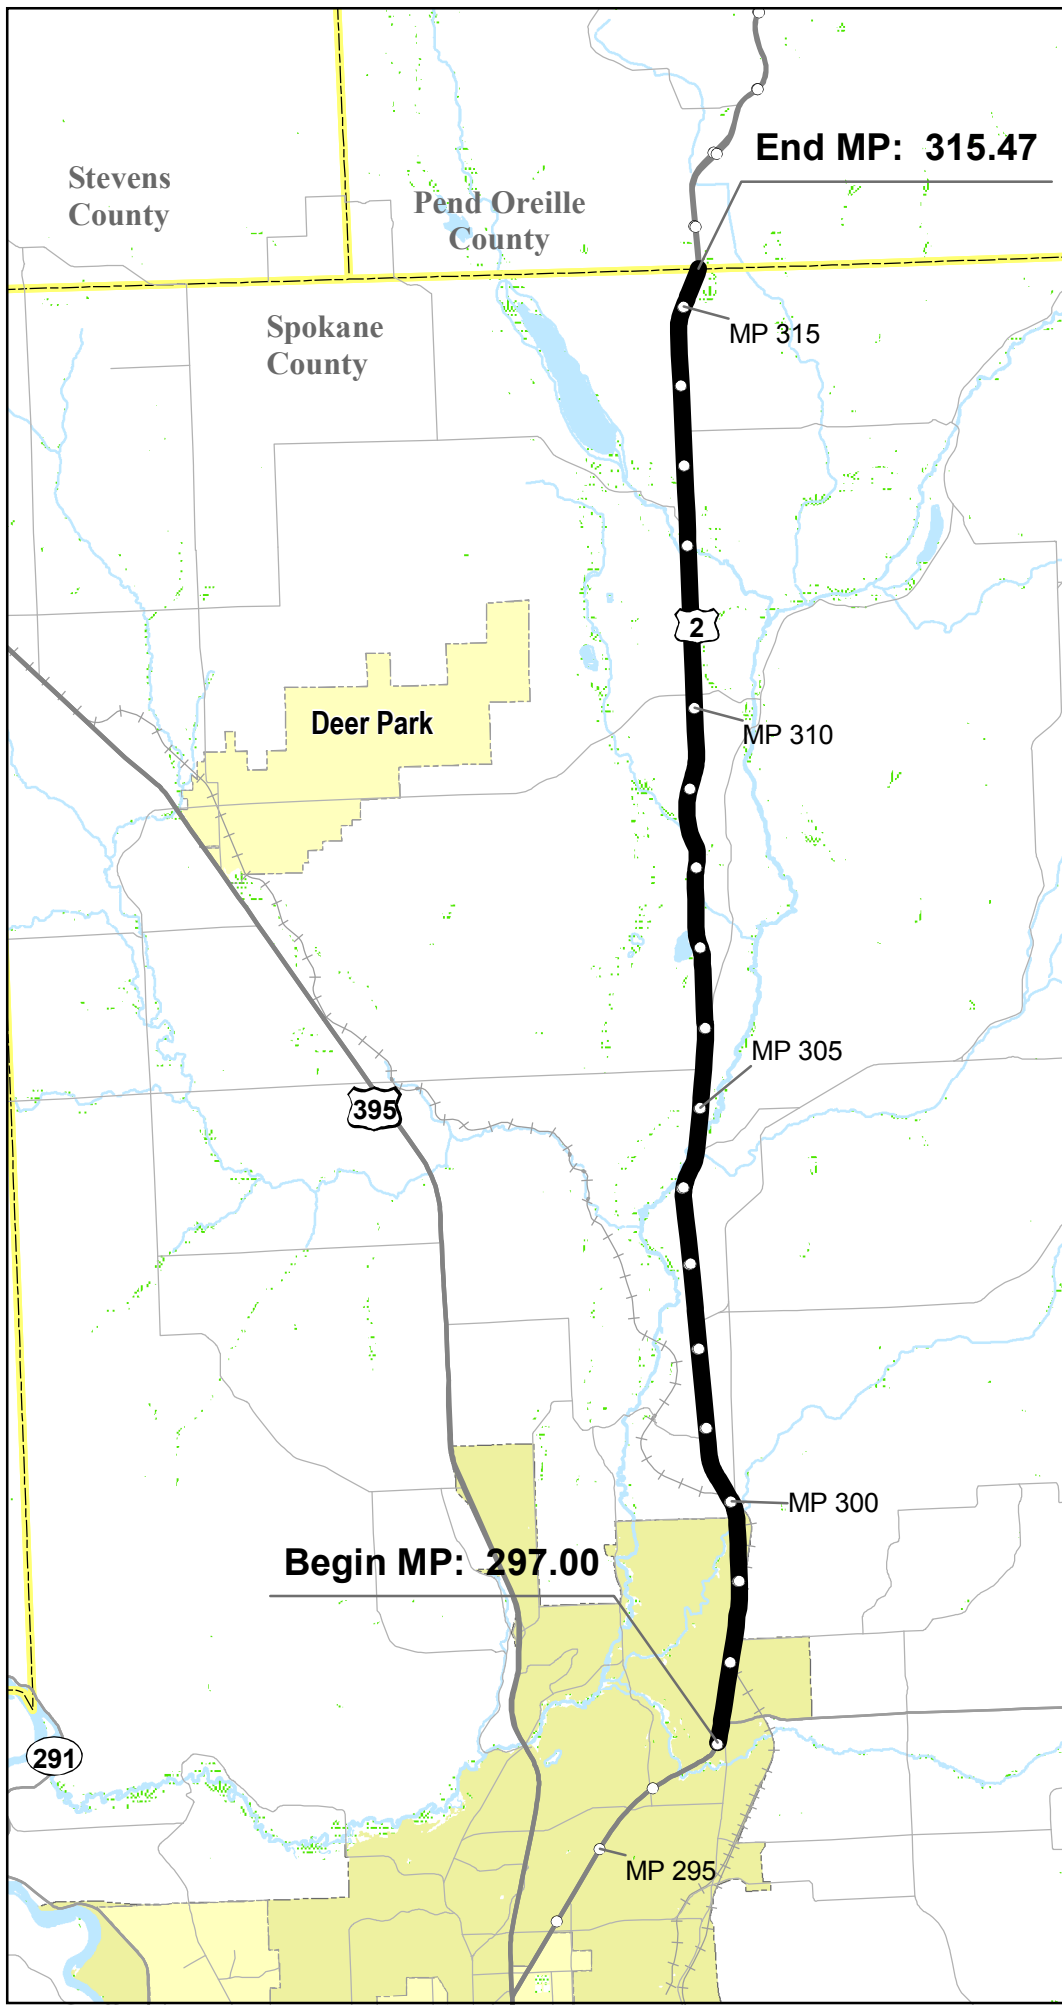 End MP: 315.47
Stevens
County
Pend Oreille
County
Spokane
County
MP 315
2
Deer Park
MP 310
MP 305
395
MP 300
Begin MP: 297.00
291
MP 295